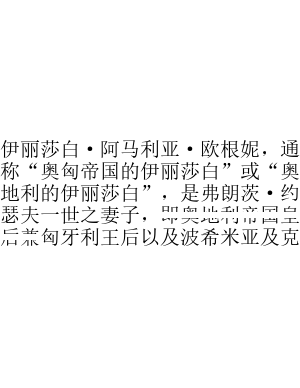 伊丽莎白·阿马利亚·欧根妮，通
称“奥匈帝国的伊丽莎白”或“奥
地利的伊丽莎白”，是弗朗茨·约
瑟夫一世之妻子，即奥地利帝国皇
后兼匈牙利王后以及波希米亚及克